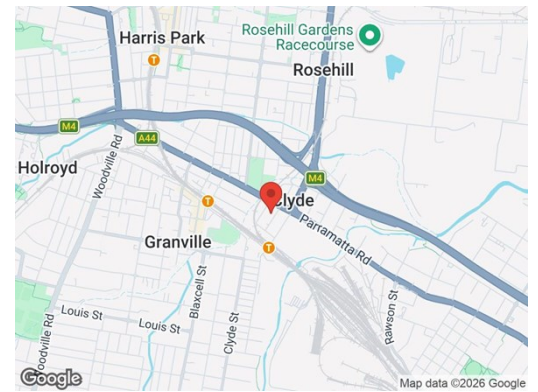 Harris Park
Rosehill Gardens
Racecourse
Rosehill
T
M4
A44
Holroyd
Woodville Rd
M4
Clyde
T
Parramatta Rd
Granville
T
Blaxcell St
Clyde St
Rawson St
Louis St
Louis St
Woodville Rd
Google
Map data ©2026 Google